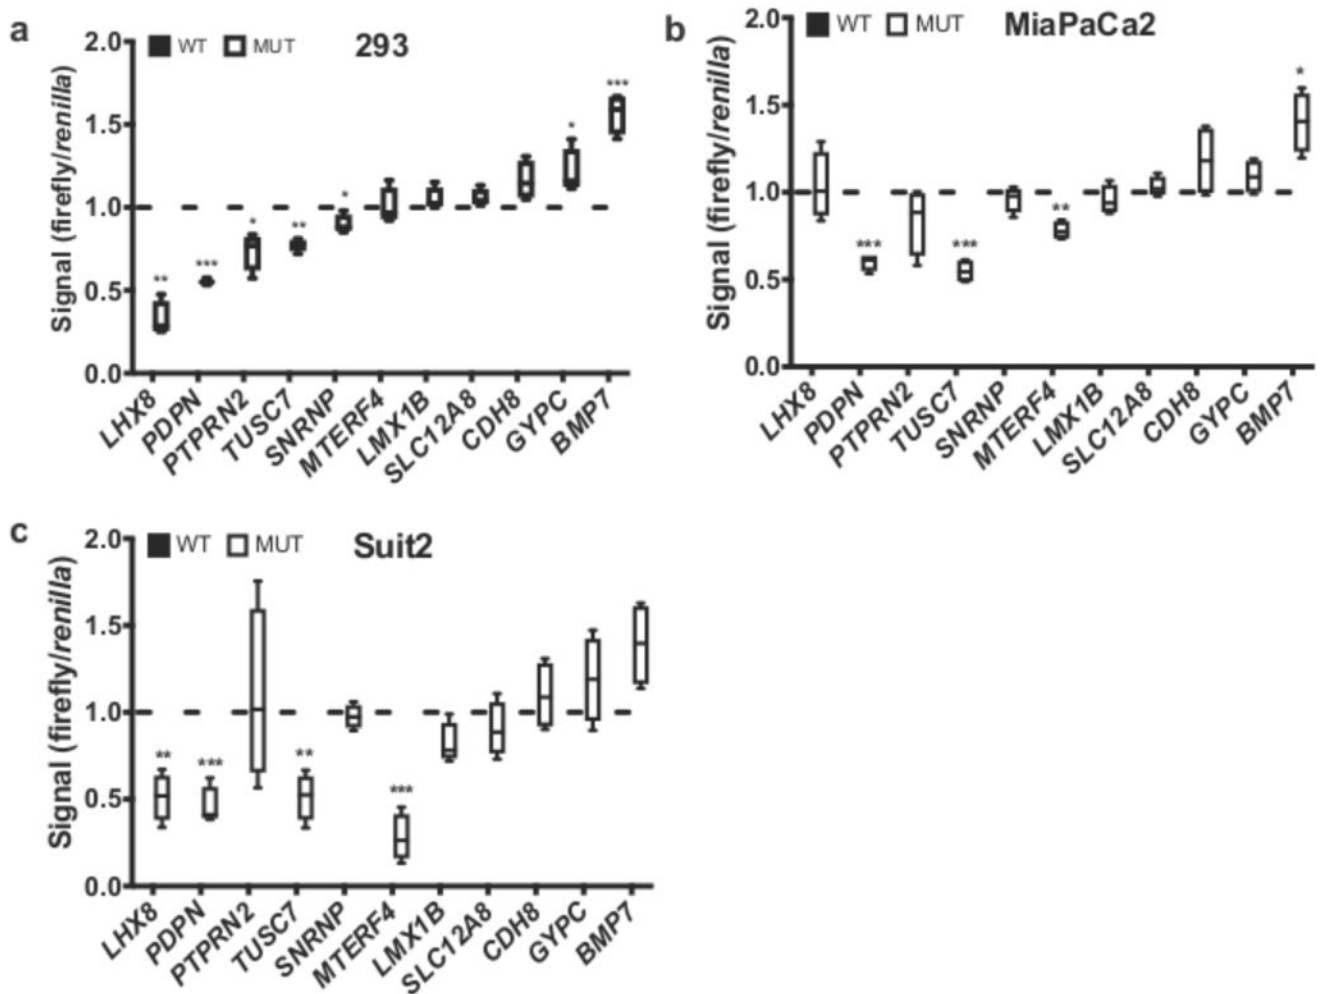 a
WT MUT 293
Signal (firefly/renilla)
2.0
1.5
1.0
0.5
0.0
**
***
*
**
*
*
***
LHX8
PDPN
PTPRN2
TUSC7
SNRNP
MTERF4
LMX1B
SLC12A8
CDH8
GYPC
BMP7
b
WT MUT MiaPaCa2
Signal (firefly/renilla)
2.0
1.5
1.0
0.5
0.0
***
***
**
*
LHX8
PDPN
PTPRN2
TUSC7
SNRNP
MTERF4
LMX1B
SLC12A8
CDH8
GYPC
BMP7
c
WT MUT Suit2
Signal (firefly/renilla)
2.0
1.5
1.0
0.5
0.0
**
***
**
***
LHX8
PDPN
PTPRN2
TUSC7
SNRNP
MTERF4
LMX1B
SLC12A8
CDH8
GYPC
BMP7